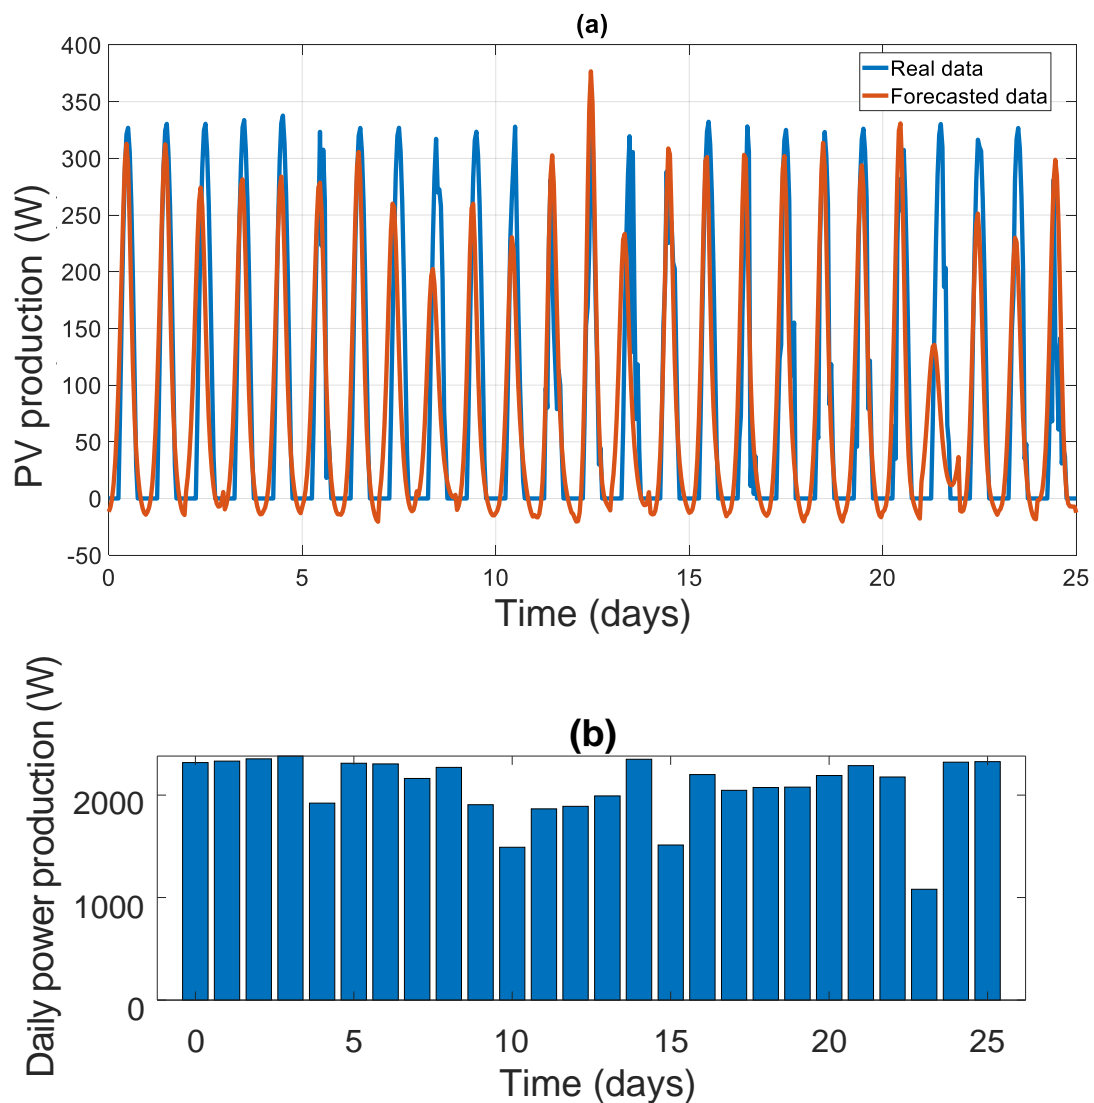 (a)
400
350
300
250
200
150
100
50
0
-50
PV production (W)
Real data
Forecasted data
0 5 10 15 20 25
Time (days)
(b)
2000
1000
0
Daily power production (W)
0 5 10 15 20 25
Time (days)